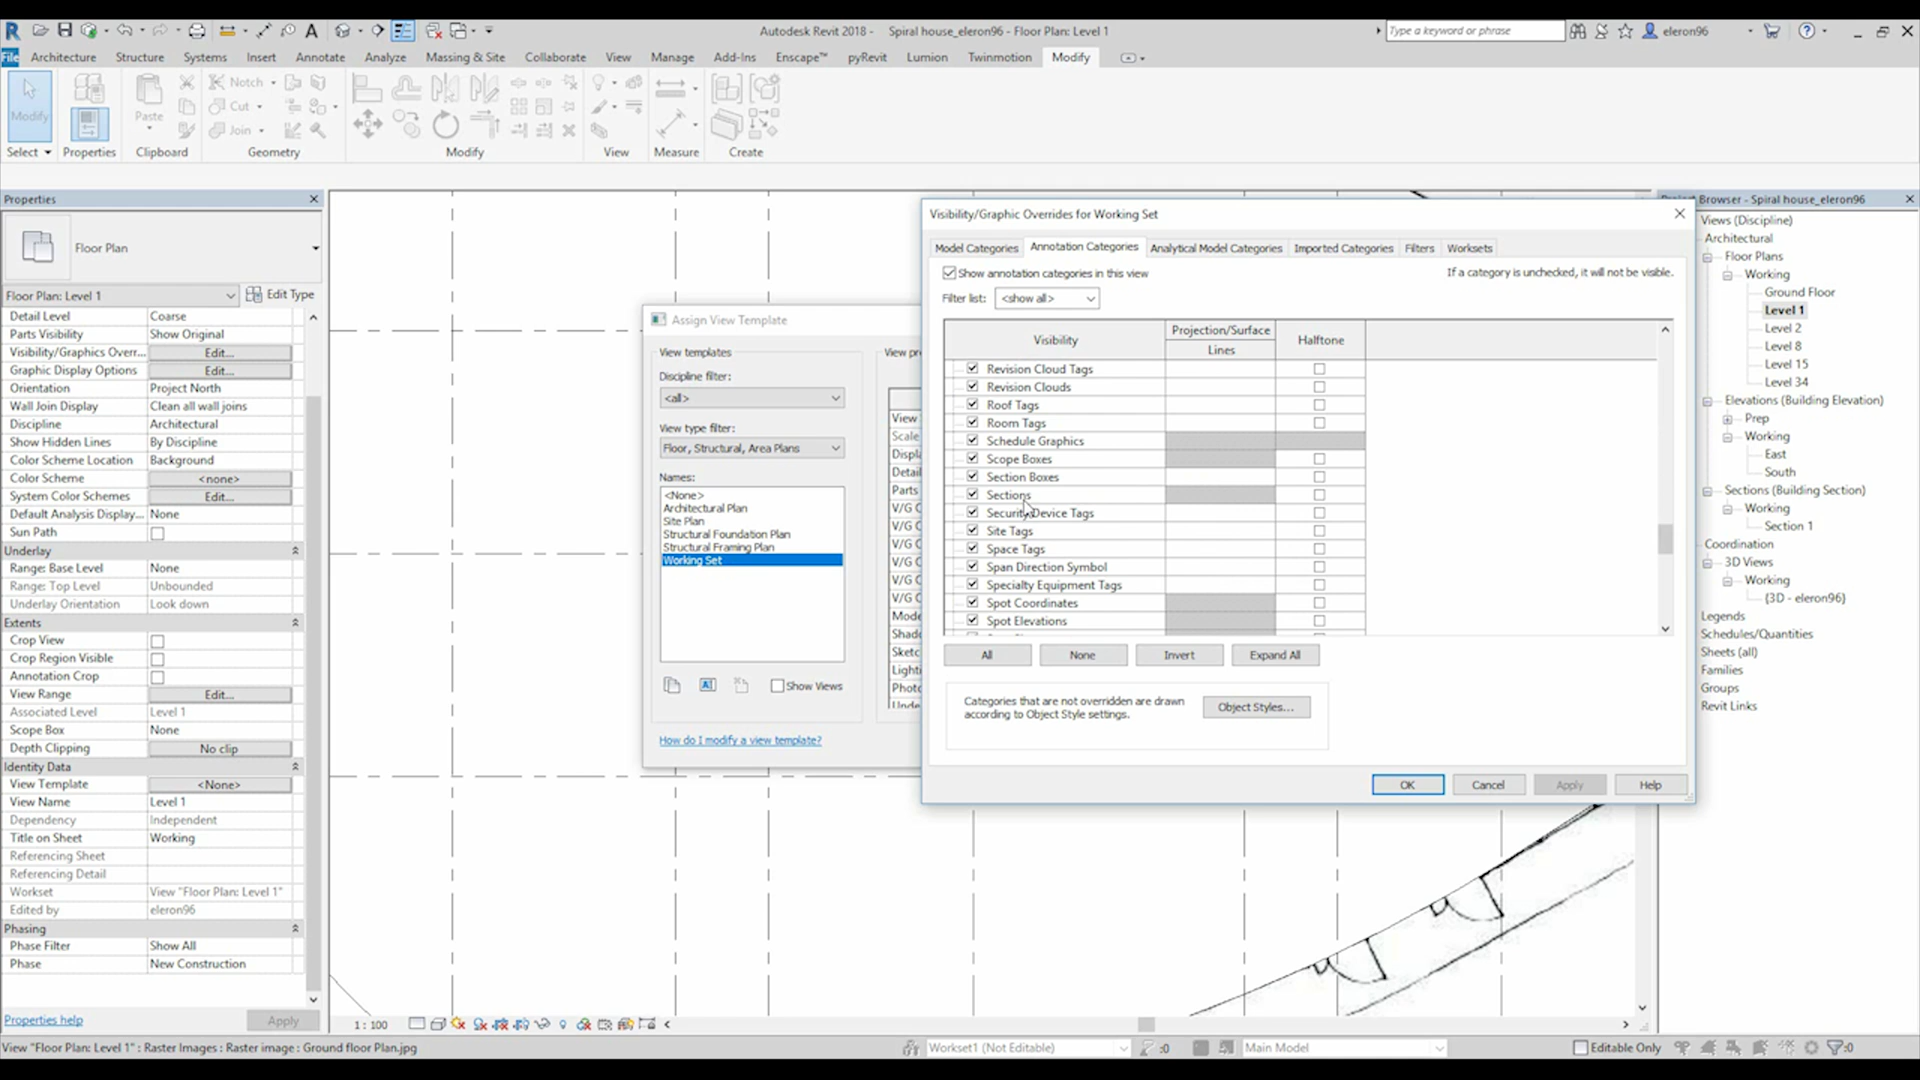 Autodesk Revit 2018 - Spiral house_eleron96 - Floor Plan: Level 1
Type a keyword or phrase
eleron96
File Architecture Structure Systems Insert Annotate Analyze Massing & Site Collaborate View Manage Add-Ins Enscape™ pyRevit Lumion Twinmotion Modify
Modify
Paste
Notch
Cut
Join
Select Properties Clipboard Geometry Modify View Measure Create
Properties
Floor Plan
Floor Plan: Level 1
Edit Type
Detail Level Coarse
Parts Visibility Show Original
Visibility/Graphics Overr... Edit...
Graphic Display Options Edit...
Orientation Project North
Wall Join Display Clean all wall joins
Discipline Architectural
Show Hidden Lines By Discipline
Color Scheme Location Background
Color Scheme <none>
System Color Schemes Edit...
Default Analysis Display... None
Sun Path
Underlay
Range: Base Level None
Range: Top Level Unbounded
Underlay Orientation Look down
Extents
Crop View
Crop Region Visible
Annotation Crop
View Range Edit...
Associated Level Level 1
Scope Box None
Depth Clipping No clip
Identity Data
View Template <None>
View Name Level 1
Dependency Independent
Title on Sheet Working
Referencing Sheet
Referencing Detail
Workset View "Floor Plan: Level 1"
Edited by eleron96
Phasing
Phase Filter Show All
Phase New Construction
Properties help
Apply
Assign View Template
View templates
Discipline filter:
<all>
View type filter:
Floor, Structural, Area Plans
Names:
<None>
Architectural Plan
Site Plan
Structural Foundation Plan
Structural Framing Plan
Working Set
Show Views
How do I modify a view template?
View pr
View
Scale
Displ
Detail
Parts
V/G C
V/G C
V/G C
V/G C
V/G C
V/G C
Mode
Shad
Sketc
Lighti
Photo
Unde
Visibility/Graphic Overrides for Working Set
Model Categories Annotation Categories Analytical Model Categories Imported Categories Filters Worksets
Show annotation categories in this view
If a category is unchecked, it will not be visible.
Filter list: <show all>
Visibility
Projection/Surface
Lines
Halftone
Revision Cloud Tags
Revision Clouds
Roof Tags
Room Tags
Schedule Graphics
Scope Boxes
Section Boxes
Sections
Security Device Tags
Site Tags
Space Tags
Span Direction Symbol
Specialty Equipment Tags
Spot Coordinates
Spot Elevations
All None Invert Expand All
Categories that are not overridden are drawn
according to Object Style settings.
Object Styles...
OK Cancel Apply Help
Browser - Spiral house_eleron96
Views (Discipline)
Architectural
Floor Plans
Working
Ground Floor
Level 1
Level 2
Level 8
Level 15
Level 34
Elevations (Building Elevation)
Prep
Working
East
South
Sections (Building Section)
Working
Section 1
Coordination
3D Views
Working
{3D - eleron96}
Legends
Schedules/Quantities
Sheets (all)
Families
Groups
Revit Links
1 : 100
View "Floor Plan: Level 1" : Raster Images : Raster image : Ground floor Plan.jpg
Workset1 (Not Editable)
:0
Main Model
Editable Only
:0